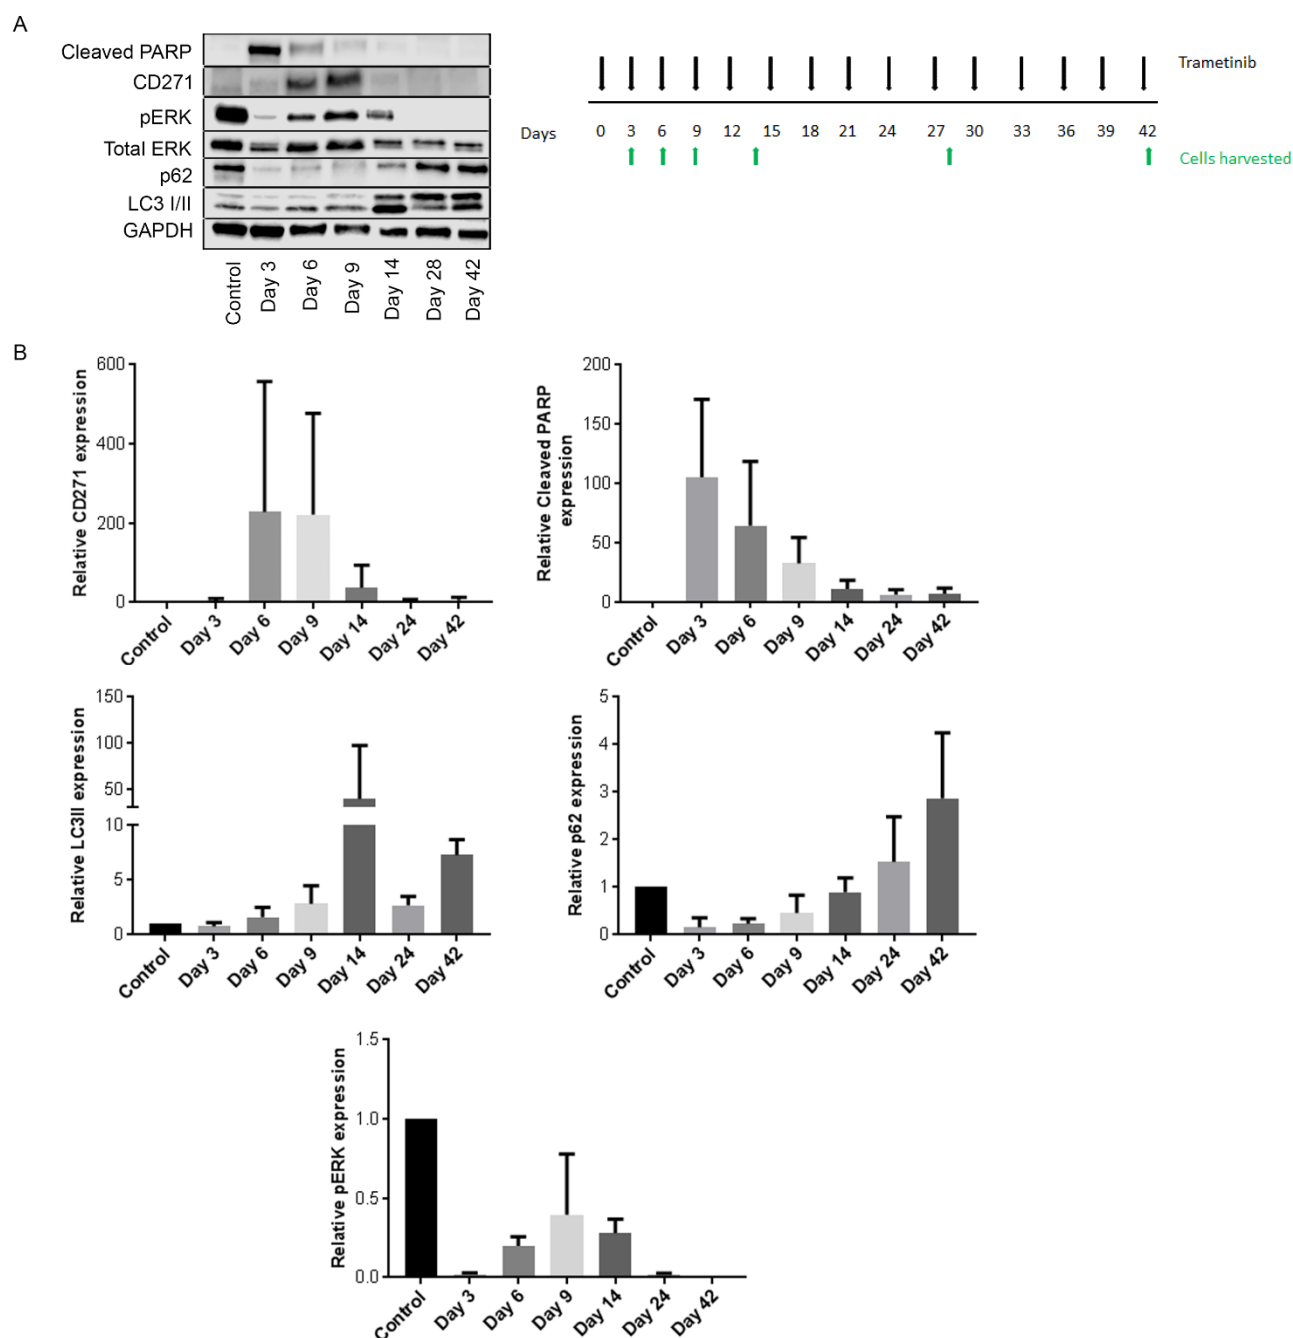 A
Cleaved PARP
CD271
pERK
Total ERK
p62
LC3 I/II
GAPDH
Control
Day 3
Day 6
Day 9
Day 14
Day 28
Day 42
Trametinib
Days 0 3 6 9 12 15 18 21 24 27 30 33 36 39 42
Cells harvested
B
Relative CD271 expression
600
400
200
0
Control
Day 3
Day 6
Day 9
Day 14
Day 24
Day 42
Relative Cleaved PARP
expression
200
150
100
50
0
Control
Day 3
Day 6
Day 9
Day 14
Day 24
Day 42
Relative LC3II expression
150
100
50
10
5
0
Control
Day 3
Day 6
Day 9
Day 14
Day 24
Day 42
Relative p62 expression
5
4
3
2
1
0
Control
Day 3
Day 6
Day 9
Day 14
Day 24
Day 42
Relative pERK expression
1.5
1.0
0.5
0.0
Control
Day 3
Day 6
Day 9
Day 14
Day 24
Day 42